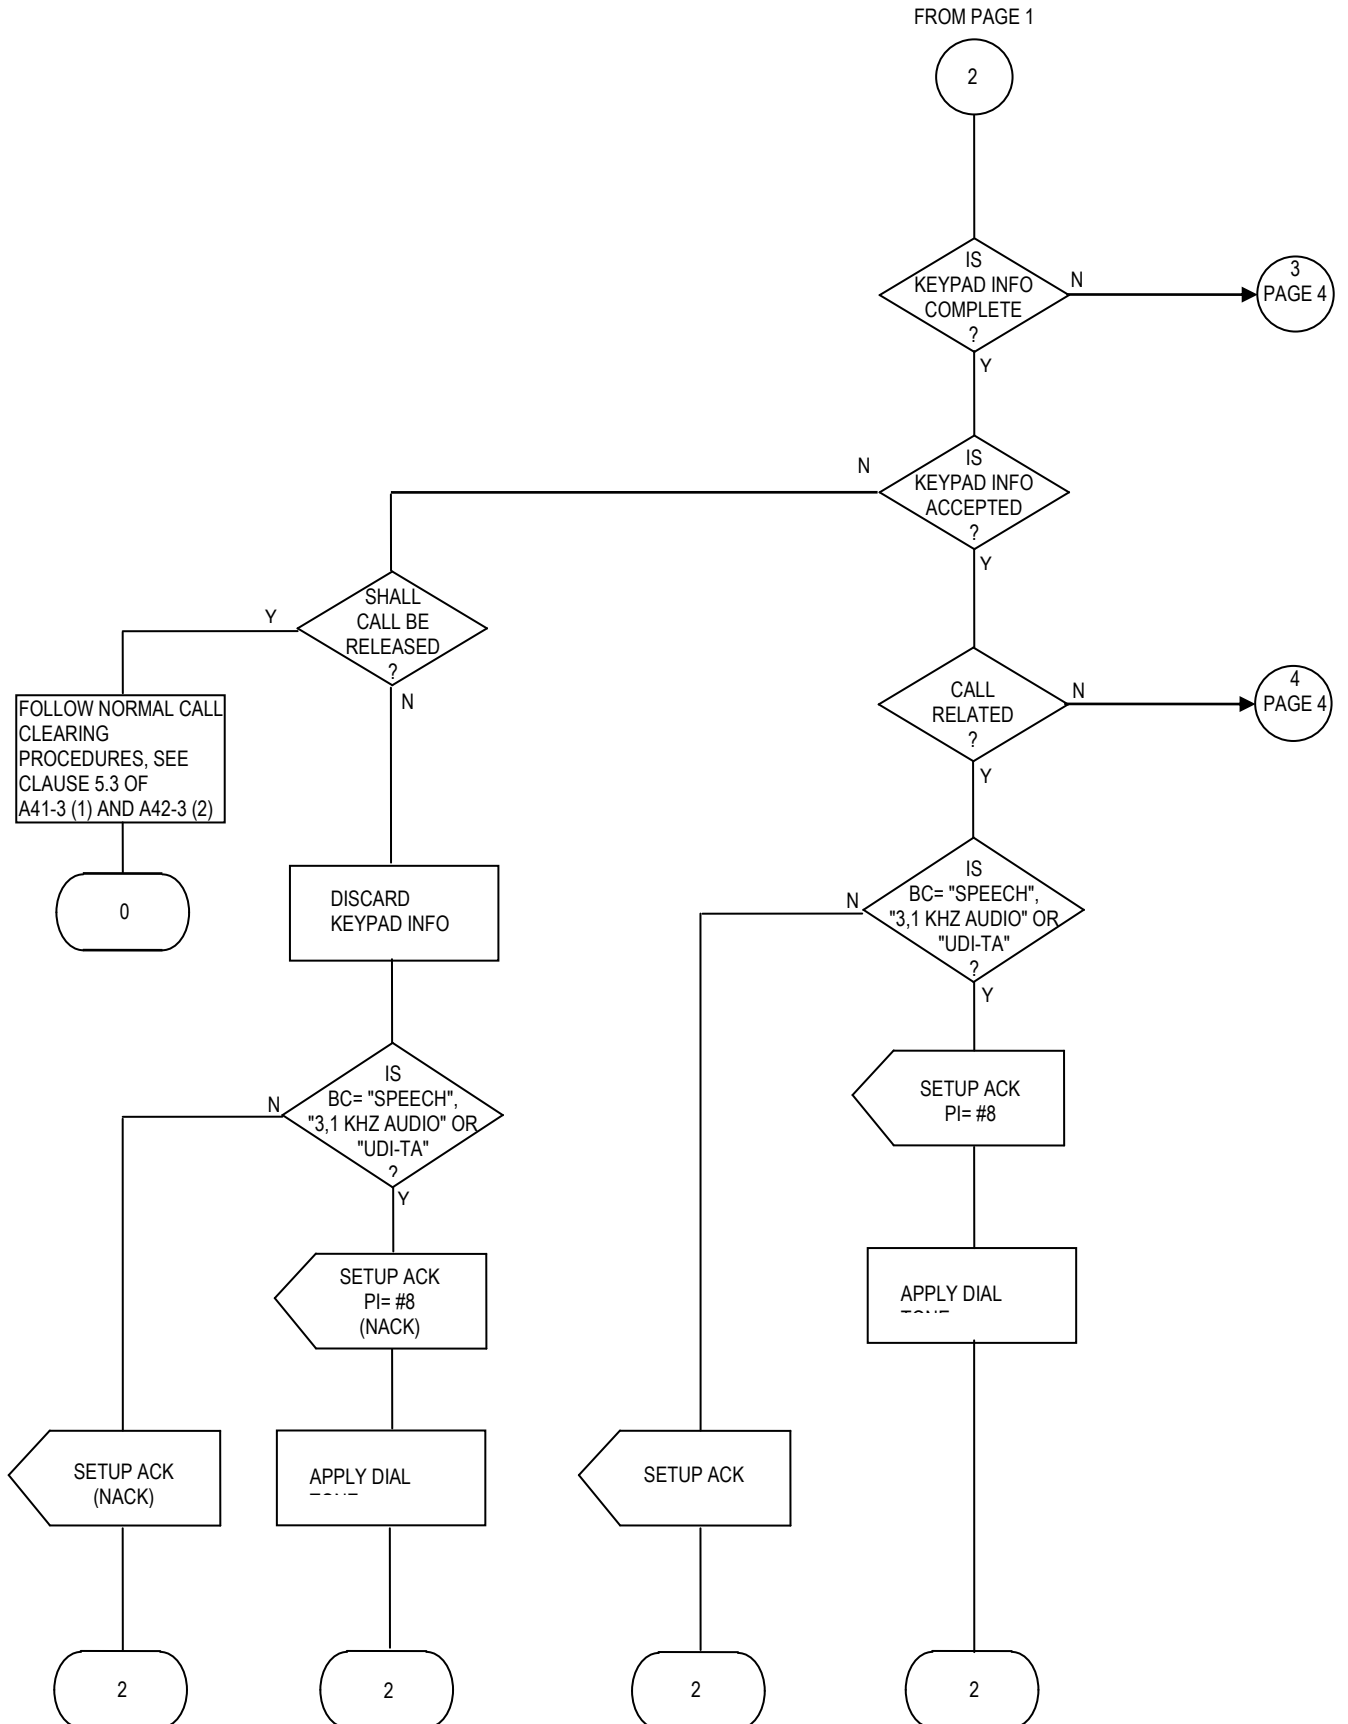 FROM PAGE 1
2
IS
KEYPAD INFO
COMPLETE
?
N
3
PAGE 4
Y
IS
KEYPAD INFO
ACCEPTED
?
N
Y
SHALL
CALL BE
RELEASED
?
Y
N
CALL
RELATED
?
N
4
PAGE 4
Y
FOLLOW NORMAL CALL
CLEARING
PROCEDURES, SEE
CLAUSE 5.3 OF
A41-3 (1) AND A42-3 (2)
0
DISCARD
KEYPAD INFO
IS
BC= "SPEECH",
"3,1 KHZ AUDIO" OR
"UDI-TA"
?
N
Y
SETUP ACK
PI= #8
IS
BC= "SPEECH",
"3,1 KHZ AUDIO" OR
"UDI-TA"
?
N
Y
SETUP ACK
PI= #8
(NACK)
APPLY DIAL
SETUP ACK
(NACK)
APPLY DIAL
SETUP ACK
2
2
2
2